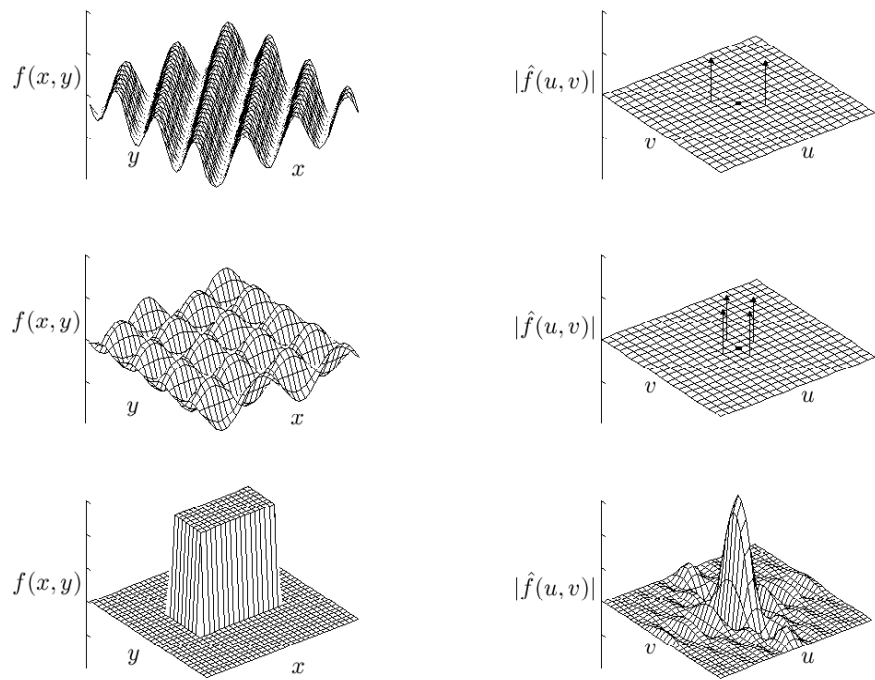 f(x, y)
y
x
|f̂(u, v)|
v
u
f(x, y)
y
x
|f̂(u, v)|
v
u
f(x, y)
y
x
|f̂(u, v)|
v
u